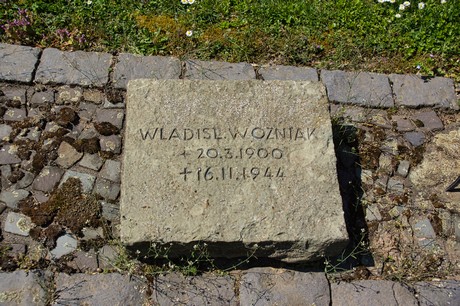 WLADISL. WOZNIAK
+ 20.3.1900
+ 16.11.1944